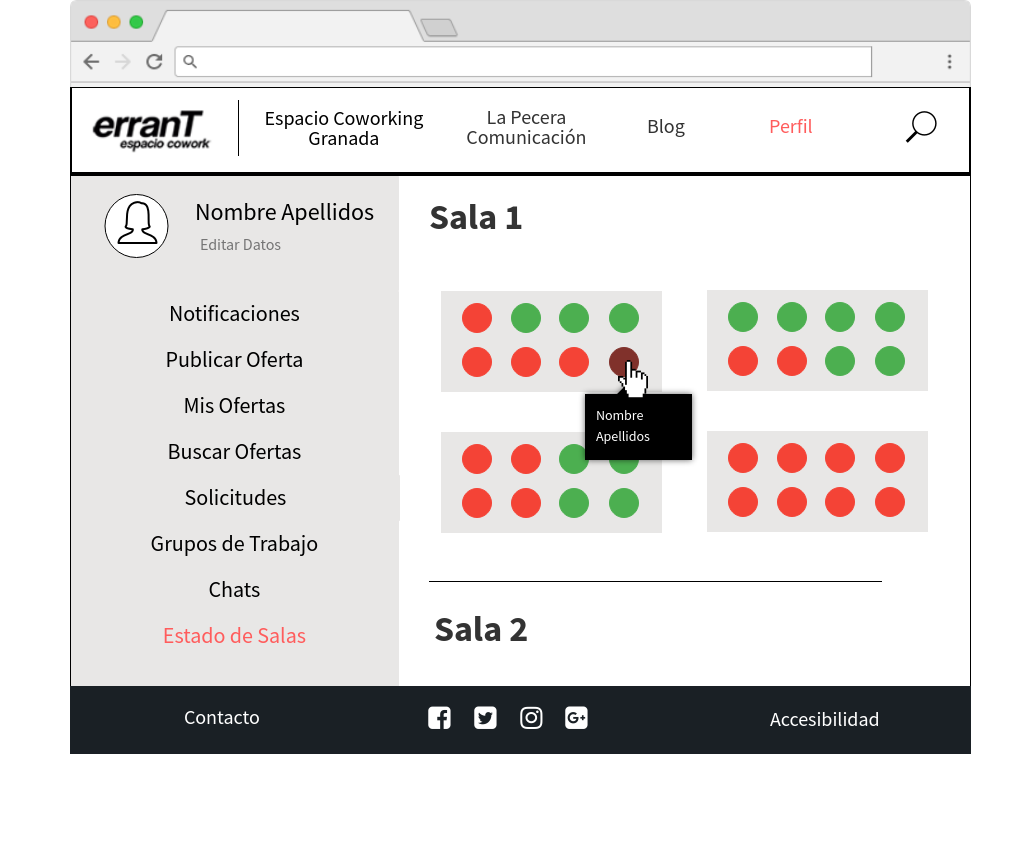 erranT
espacio cowork
Espacio Coworking
Granada
La Pecera
Comunicación
Blog
Perfil
Nombre Apellidos
Editar Datos
Notificaciones
Publicar Oferta
Mis Ofertas
Buscar Ofertas
Solicitudes
Grupos de Trabajo
Chats
Estado de Salas
Sala 1
Nombre
Apellidos
Sala 2
Contacto
G+
Accesibilidad